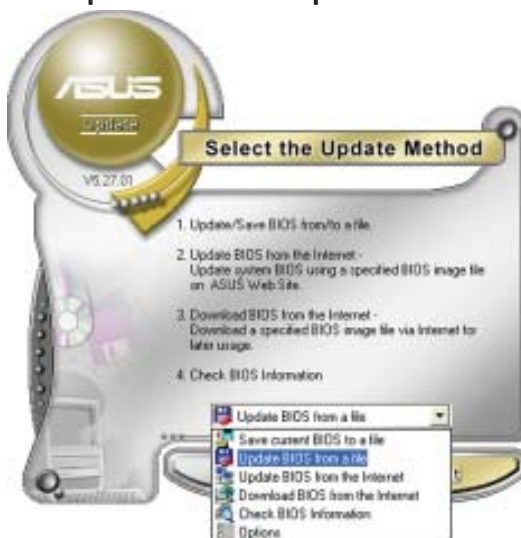 ASUS
Update
Select the Update Method
1. Update/Save BIOS from/to a file
2. Update BIOS from the Internet -
Update system BIOS using a specified BIOS image file
on ASUS Web Site.
3. Download BIOS from the Internet -
Download a specified BIOS image file via Internet for
later usage.
4. Check BIOS Information
Update BIOS from a file
Save current BIOS to a file
Update BIOS from a file
Update BIOS from the Internet
Download BIOS from the Internet
Check BIOS Information
Options